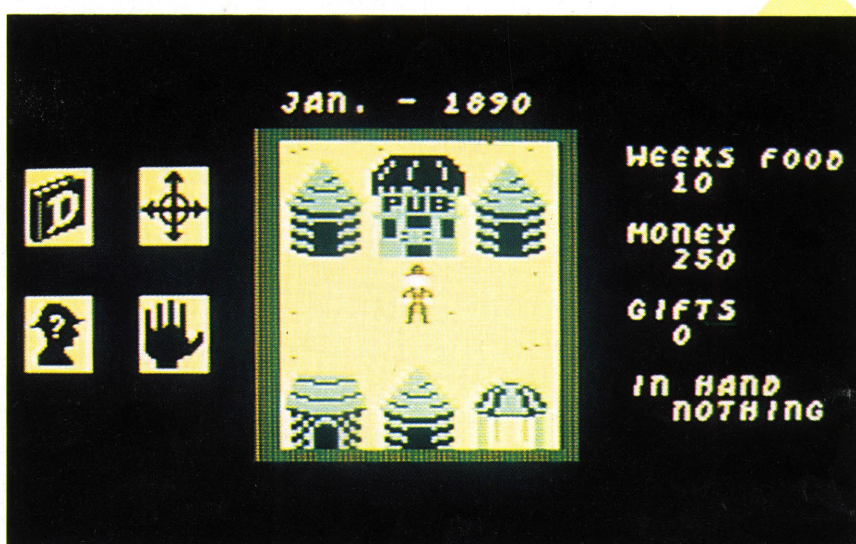 JAN. - 1890
D
PUB
?
WEEKS FOOD
10
MONEY
250
GIFTS
0
IN HAND
NOTHING